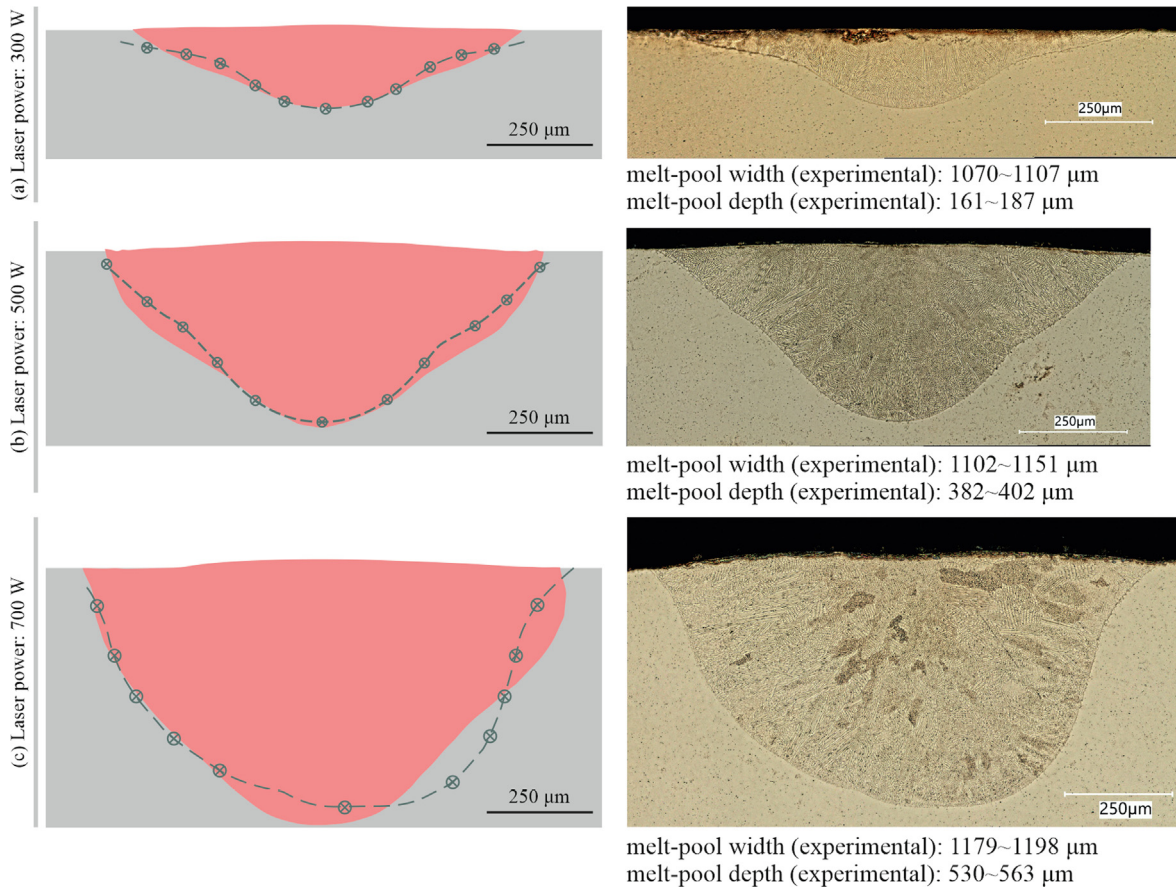 (a) Laser power: 300 W
250 μm
250μm
melt-pool width (experimental): 1070~1107 μm
melt-pool depth (experimental): 161~187 μm
(b) Laser power: 500 W
250 μm
250μm
melt-pool width (experimental): 1102~1151 μm
melt-pool depth (experimental): 382~402 μm
(c) Laser power: 700 W
250 μm
250μm
melt-pool width (experimental): 1179~1198 μm
melt-pool depth (experimental): 530~563 μm